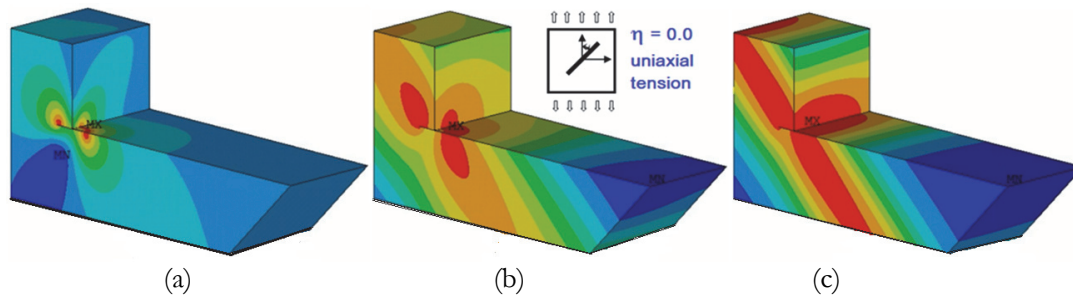 MX
MN
η = 0.0
uniaxial
tension
MX
MN
MX
MN
(a)
(b)
(c)